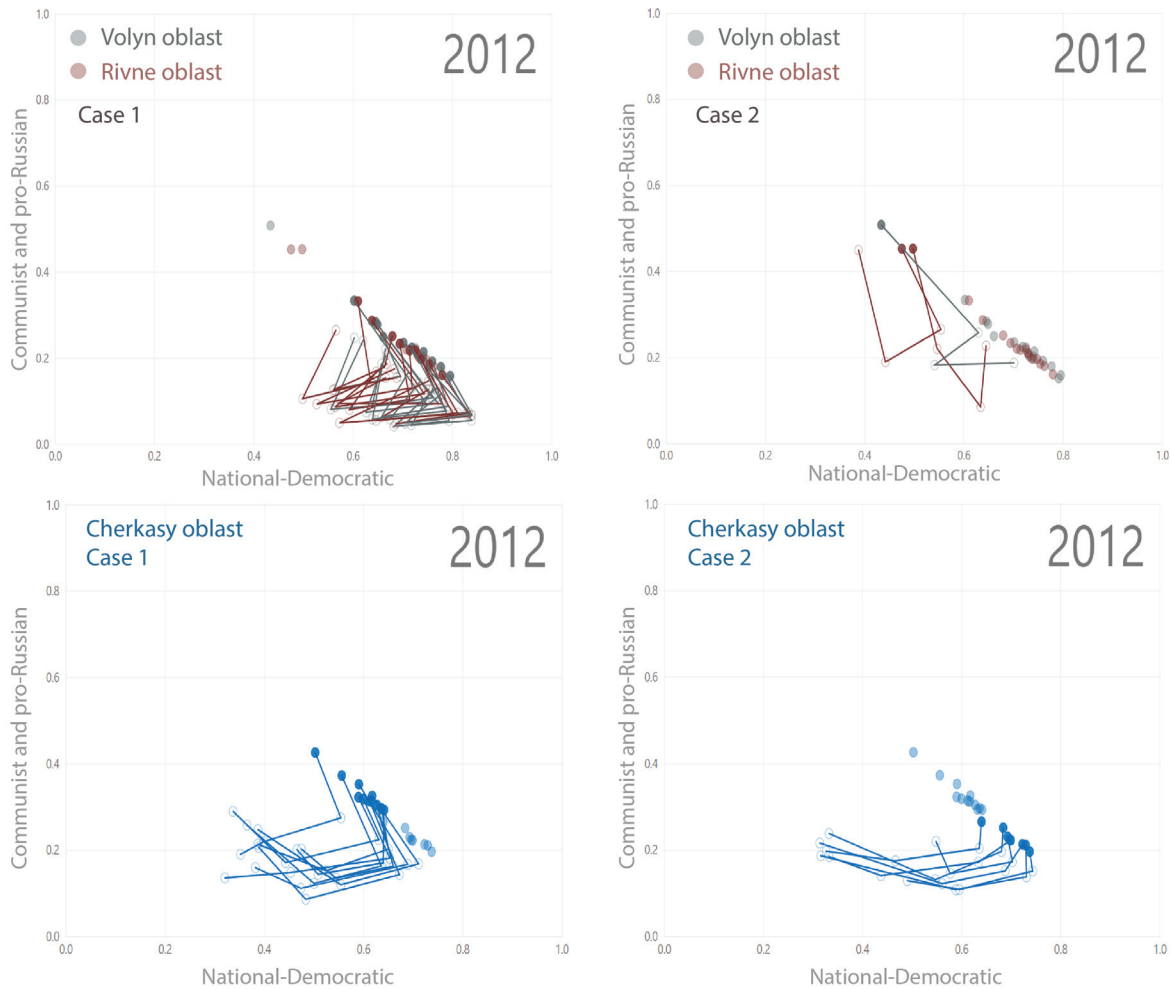 1.0
Volyn oblast
Rivne oblast
2012
Case 1
0.8
0.6
0.4
0.2
0.0
0.0 0.2 0.4 0.6 0.8 1.0
Communist and pro-Russian
National-Democratic
1.0
Volyn oblast
Rivne oblast
2012
Case 2
0.8
0.6
0.4
0.2
0.0
0.0 0.2 0.4 0.6 0.8 1.0
Communist and pro-Russian
National-Democratic
1.0
Cherkasy oblast
Case 1
2012
0.8
0.6
0.4
0.2
0.0
0.0 0.2 0.4 0.6 0.8 1.0
Communist and pro-Russian
National-Democratic
1.0
Cherkasy oblast
Case 2
2012
0.8
0.6
0.4
0.2
0.0
0.0 0.2 0.4 0.6 0.8 1.0
Communist and pro-Russian
National-Democratic